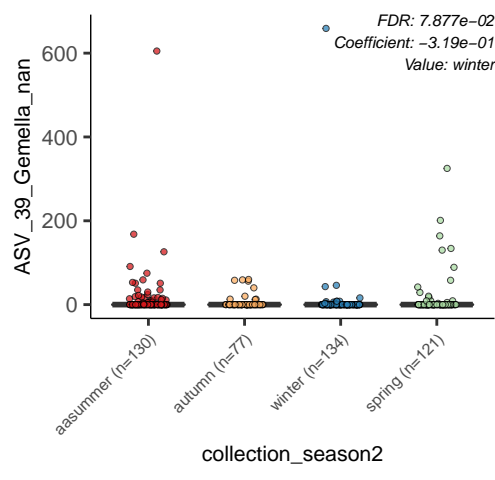 FDR: 7.877e−02
Coefficient: −3.19e−01
Value: winter
ASV_39_Gemella_nan
600
400
200
0
aasummer (n=130)
autumn (n=77)
winter (n=134)
spring (n=121)
collection_season2